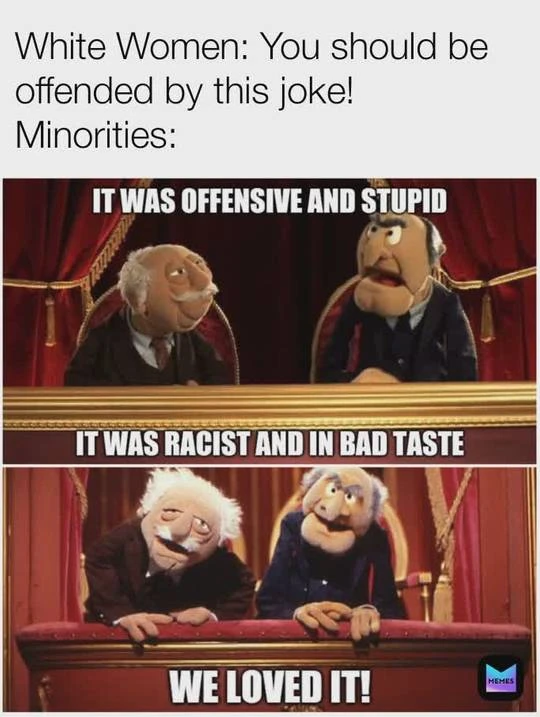 White Women: You should be
offended by this joke!
Minorities:
IT WAS OFFENSIVE AND STUPID
IT WAS RACIST AND IN BAD TASTE
WE LOVED IT!
MEMES